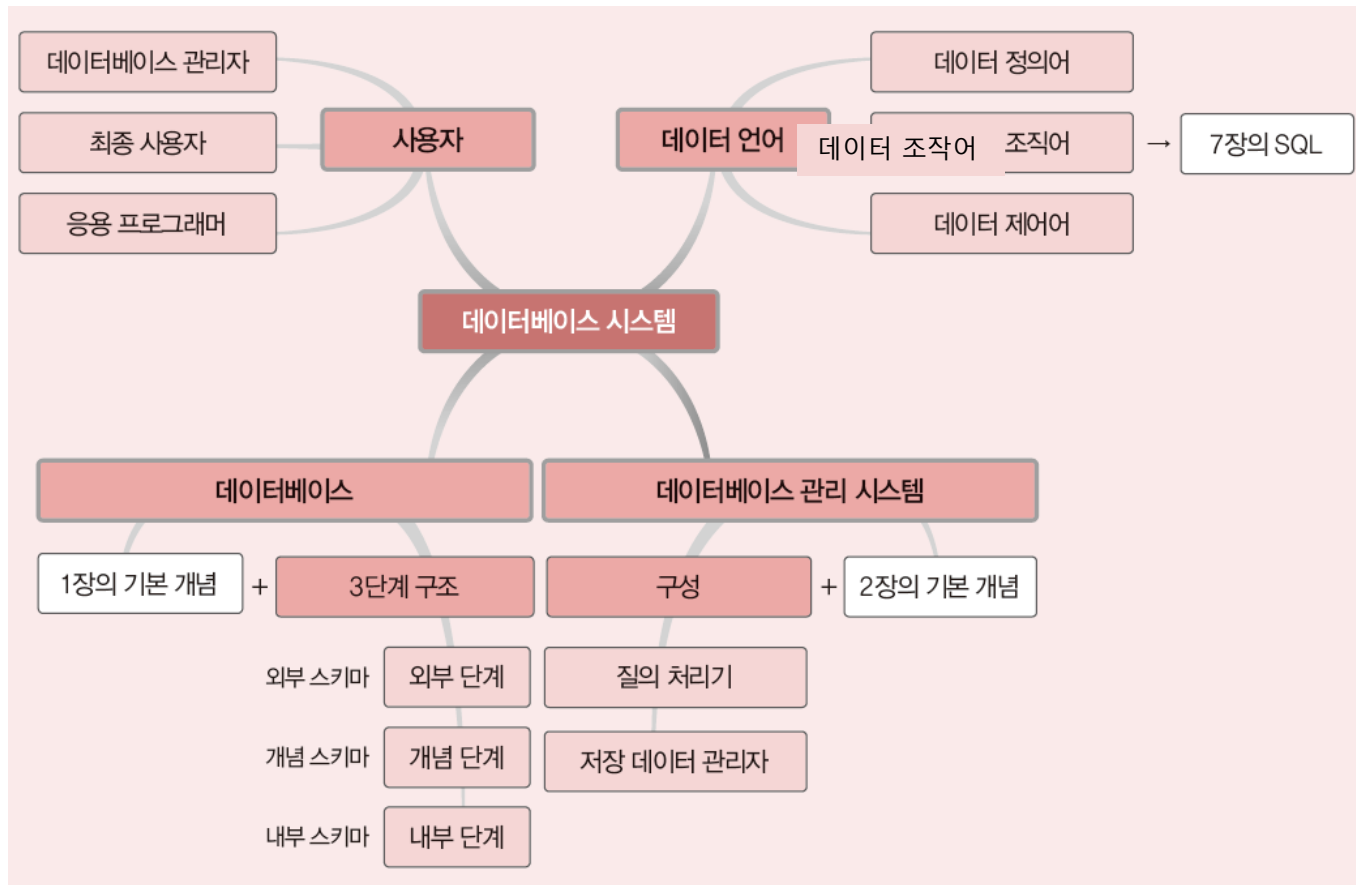 데이터베이스 관리자
데이터 정의어
최종 사용자
사용자
데이터 언어
데이터 조작어
조직어
→
7장의 SQL
응용 프로그래머
데이터 제어어
데이터베이스 시스템
데이터베이스
데이터베이스 관리 시스템
1장의 기본 개념
+
3단계 구조
구성
+
2장의 기본 개념
외부 스키마
외부 단계
질의 처리기
개념 스키마
개념 단계
저장 데이터 관리자
내부 스키마
내부 단계